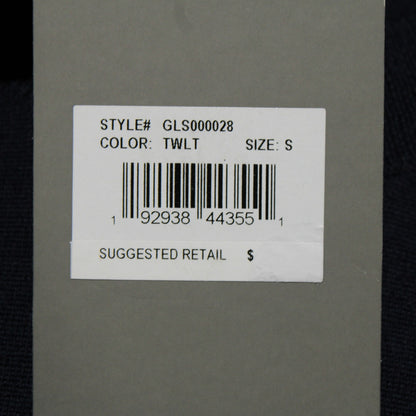 STYLE# GLS000028
COLOR: TWLT SIZE: S
1 92938 44355 1
SUGGESTED RETAIL $